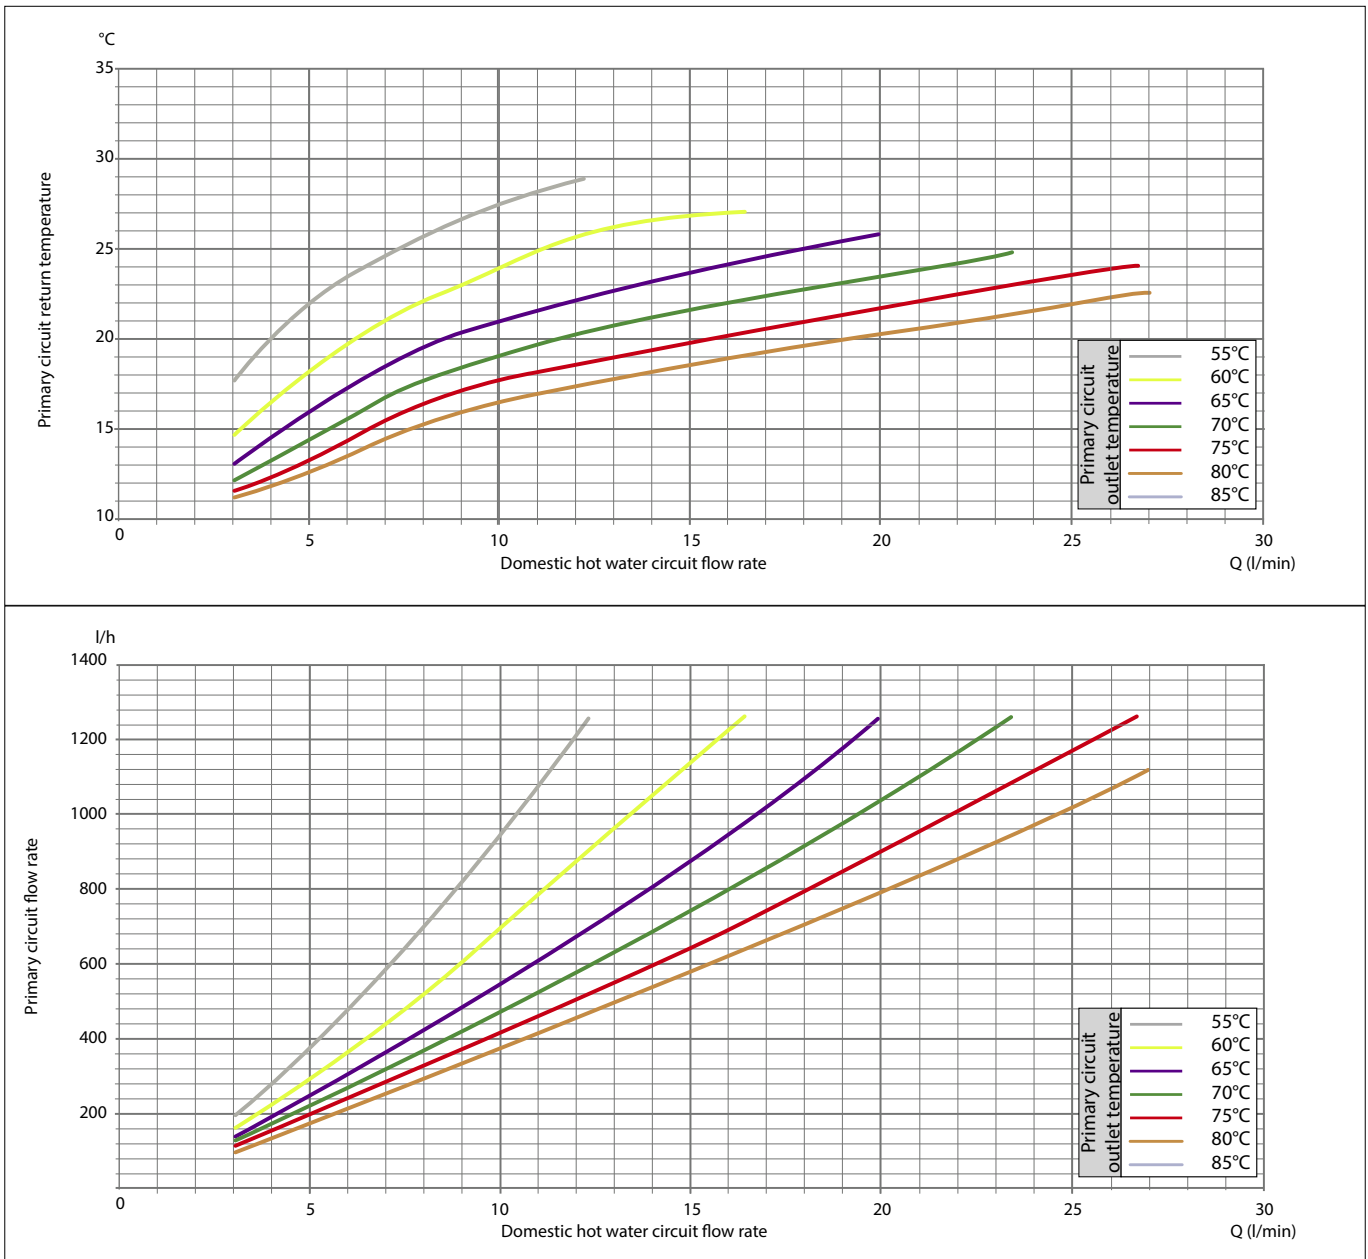 °C
35
30
25
20
15
10
Primary circuit return temperature
0 5 10 15 20 25 30
Domestic hot water circuit flow rate
Q (l/min)
Primary circuit
outlet temperature
55°C
60°C
65°C
70°C
75°C
80°C
85°C
l/h
1400
1200
1000
800
600
400
200
Primary circuit flow rate
0 5 10 15 20 25 30
Domestic hot water circuit flow rate
Q (l/min)
Primary circuit
outlet temperature
55°C
60°C
65°C
70°C
75°C
80°C
85°C